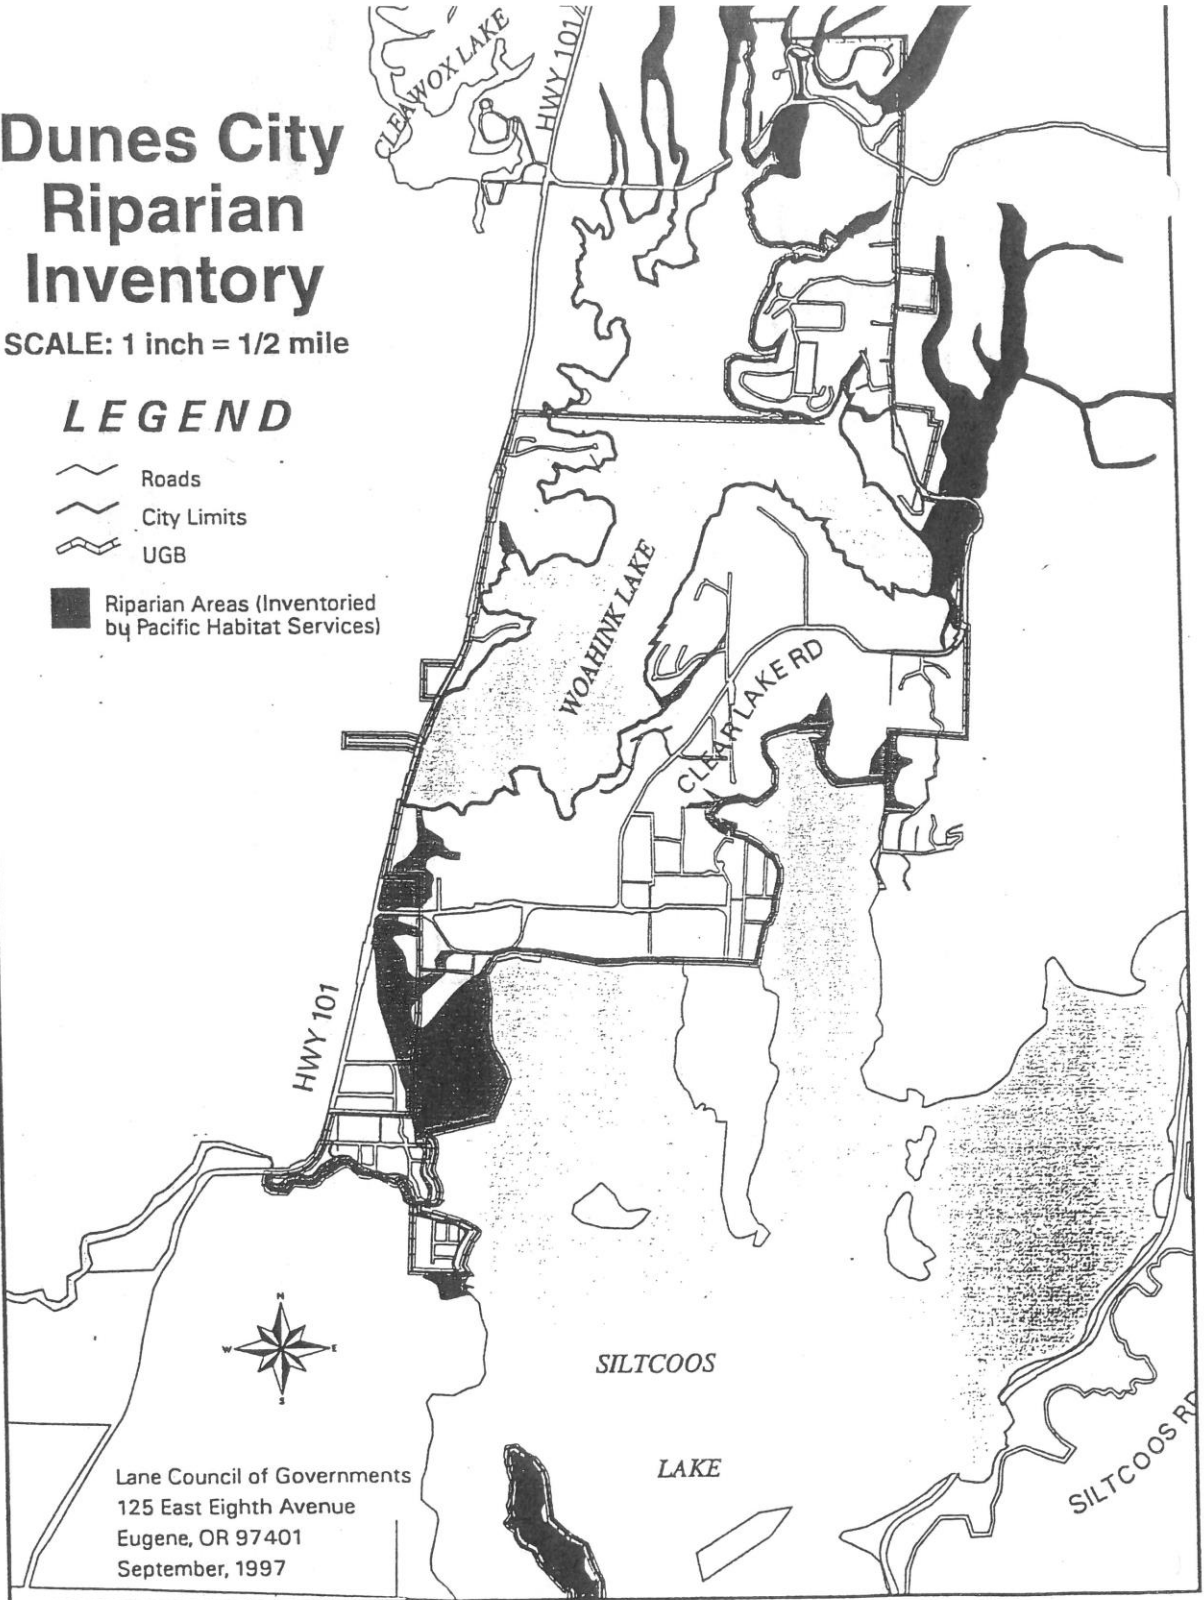 Dunes City
Riparian
Inventory
SCALE: 1 inch = 1/2 mile
LEGEND
Roads
City Limits
UGB
Riparian Areas (Inventoried
by Pacific Habitat Services)
CLEAWOX LAKE
HWY 101
WOAHINK LAKE
CLEAR LAKE RD
HWY 101
N
W
E
S
SILTCOOS
LAKE
SILTCOOS RD
Lane Council of Governments
125 East Eighth Avenue
Eugene, OR 97401
September, 1997